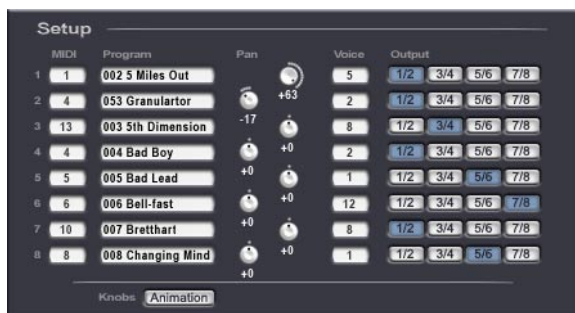 Setup
MIDI Program Pan Voice Output
1 1 002 5 Miles Out +63 5 1/2 3/4 5/6 7/8
2 4 053 Granulartor -17 2 1/2 3/4 5/6 7/8
3 13 003 5th Dimension +0 8 1/2 3/4 5/6 7/8
4 4 004 Bad Boy +0 2 1/2 3/4 5/6 7/8
5 5 005 Bad Lead +0 1 1/2 3/4 5/6 7/8
6 6 006 Bell-fast +0 12 1/2 3/4 5/6 7/8
7 10 007 Bretthart +0 8 1/2 3/4 5/6 7/8
8 8 008 Changing Mind +0 1 1/2 3/4 5/6 7/8
Knobs Animation